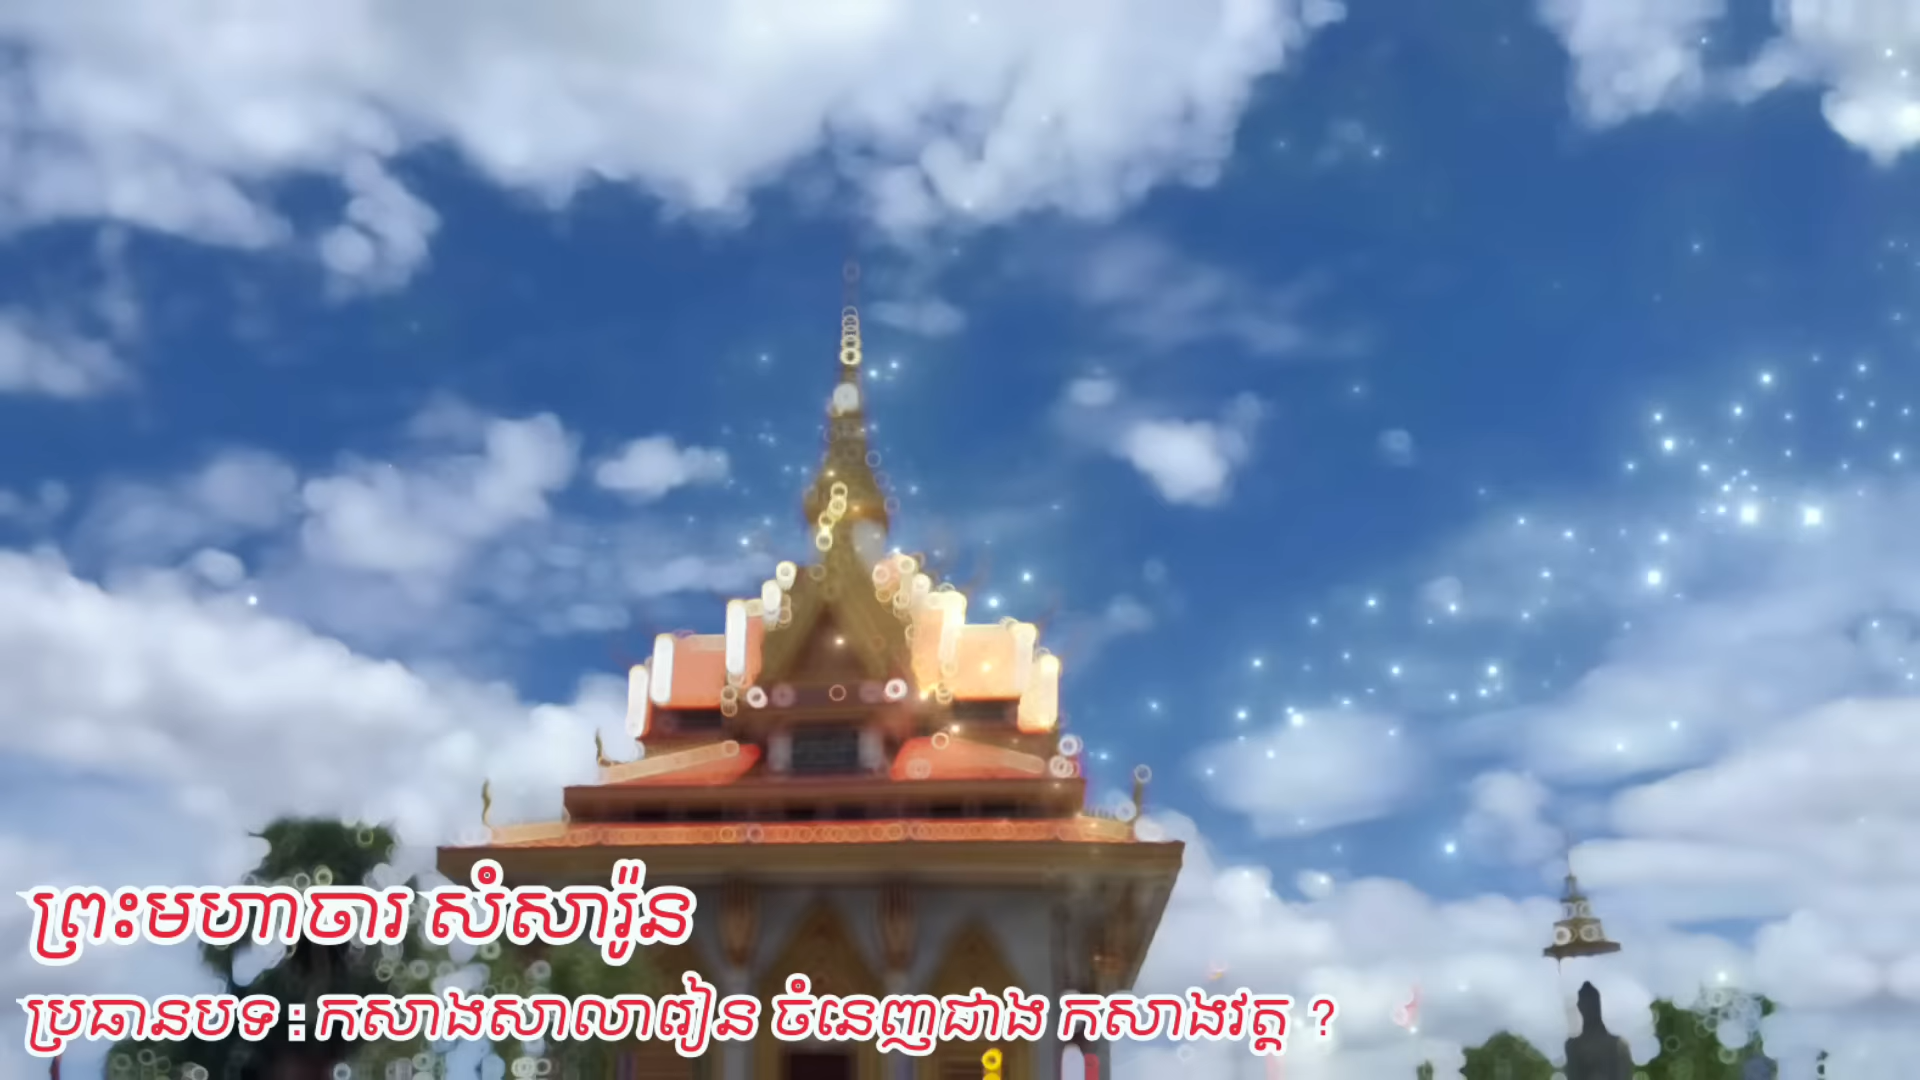 ព្រះមហាចារ សំសារ៉ូន
ប្រធានបទ : កសាងសាលារៀន ចំនេញជាង កសាងវត្ត ?